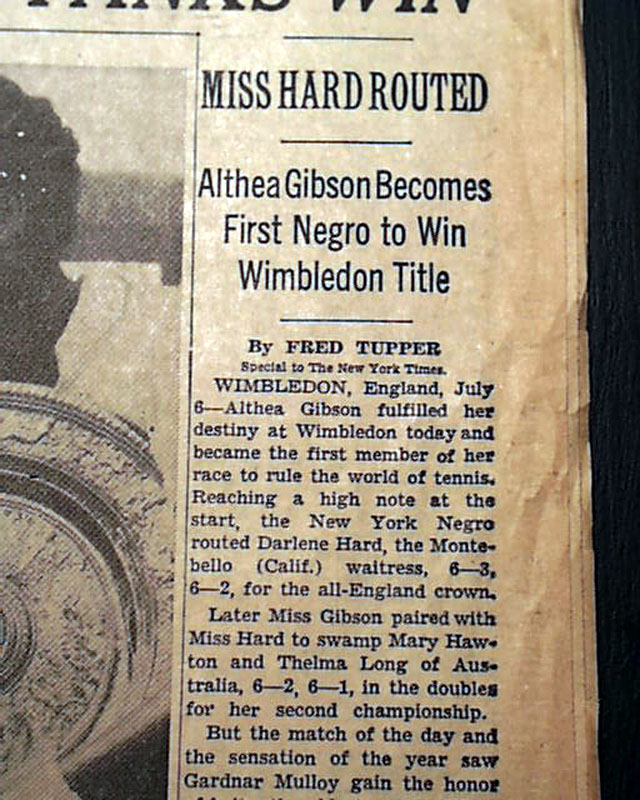 WIN
MISS HARD ROUTED
Althea Gibson Becomes
First Negro to Win
Wimbledon Title
By FRED TUPPER
Special to The New York Times.
WIMBLEDON, England, July
6—Althea Gibson fulfilled her
destiny at Wimbledon today and
became the first member of her
race to rule the world of tennis.
Reaching a high note at the
start, the New York Negro
routed Darlene Hard, the Monte-
bello (Calif.) waitress, 6—3,
6—2, for the all-England crown.
Later Miss Gibson paired with
Miss Hard to swamp Mary Haw-
ton and Thelma Long of Aus-
tralia, 6—2, 6—1, in the doubles
for her second championship.
But the match of the day and
the sensation of the year saw
Gardnar Mulloy gain the honor